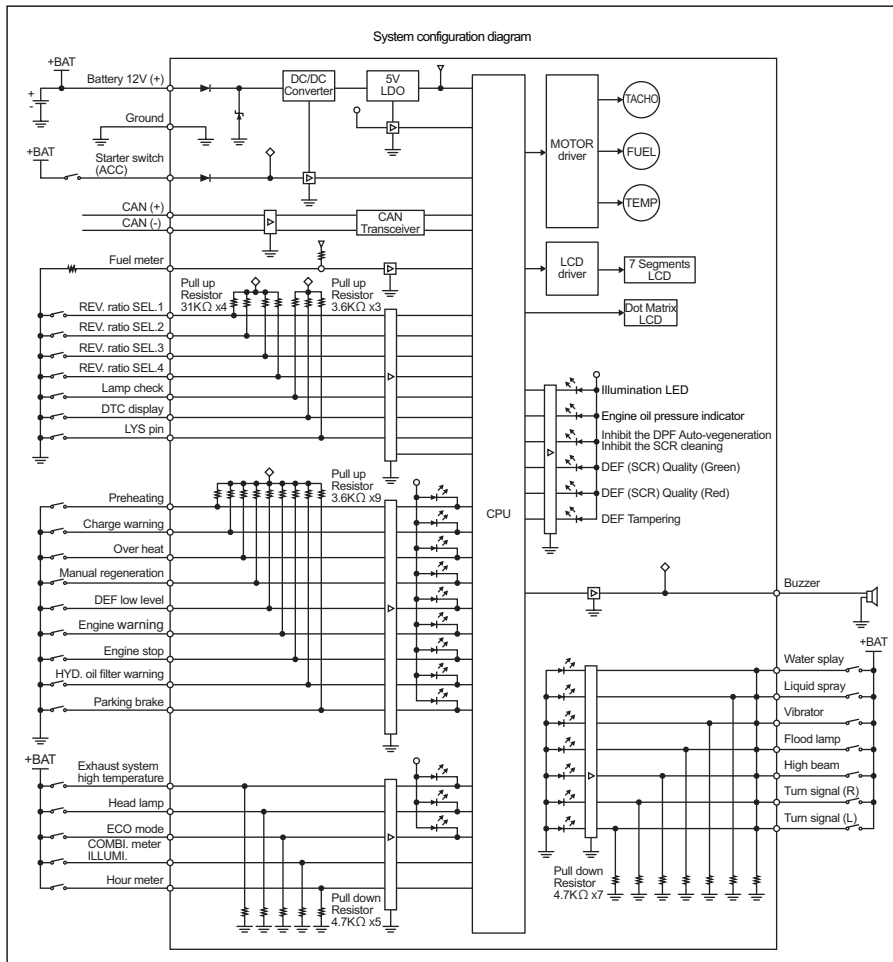 System configuration diagram
+BAT
Battery 12V (+)
+
-
Ground
+BAT
Starter switch
(ACC)
CAN (+)
CAN (-)
Fuel meter
DC/DC
Converter
5V
LDO
CAN
Transceiver
Pull up
Resistor
31KΩ x4
Pull up
Resistor
3.6KΩ x3
REV. ratio SEL.1
REV. ratio SEL.2
REV. ratio SEL.3
REV. ratio SEL.4
Lamp check
DTC display
LYS pin
Pull up
Resistor
3.6KΩ x9
Preheating
Charge warning
Over heat
Manual regeneration
DEF low level
Engine warning
Engine stop
HYD. oil filter warning
Parking brake
+BAT
Exhaust system
high temperature
Head lamp
ECO mode
COMBI. meter
ILLUMI.
Hour meter
Pull down
Resistor
4.7KΩ x5
CPU
MOTOR
driver
TACHO
FUEL
TEMP
LCD
driver
7 Segments
LCD
Dot Matrix
LCD
Illumination LED
Engine oil pressure indicator
Inhibit the DPF Auto-vegeneration
Inhibit the SCR cleaning
DEF (SCR) Quality (Green)
DEF (SCR) Quality (Red)
DEF Tampering
Buzzer
+BAT
Water splay
Liquid spray
Vibrator
Flood lamp
High beam
Turn signal (R)
Turn signal (L)
Pull down
Resistor
4.7KΩ x7